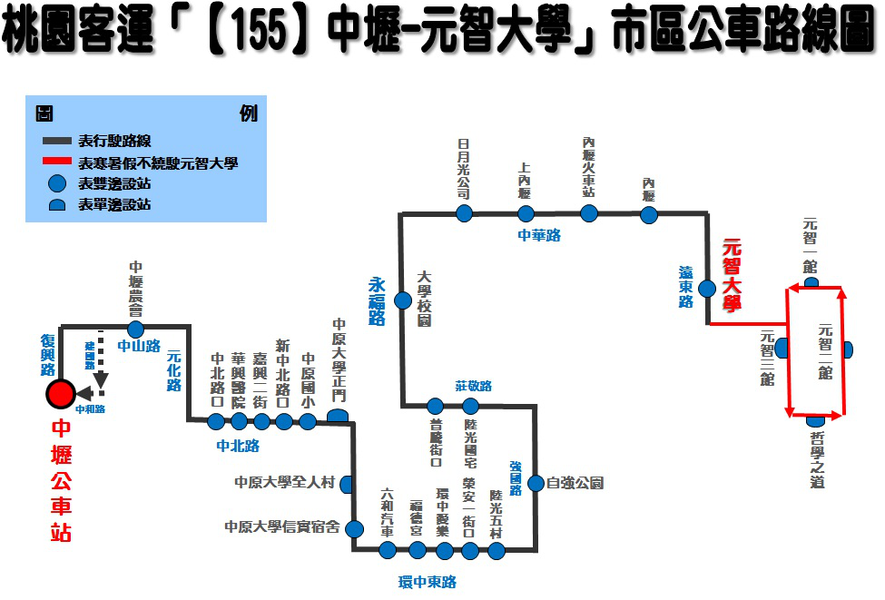 桃園客運「【155】中壢-元智大學」市區公車路線圖
圖 例
表行駛路線
表寒暑假不繞駛元智大學
表雙邊設站
表單邊設站
日月光公司
上內壢
內壢火車站
內壢
中華路
元智大學
遠東路
元智一館
元智二館
元智三館
哲學之道
永福路
大學校園
中壢農會
中山路
復興路
建國路
中和路
中壢公車站
元化路
中北路口
華興醫院
嘉興二街
新中北路口
中原國小
中原大學正門
中北路
莊敬路
普騰街口
陸光國宅
強國路
自強公園
中原大學全人村
中原大學信實宿舍
六和汽車
福德宮
環中愛樂
榮安一街口
陸光五村
環中東路